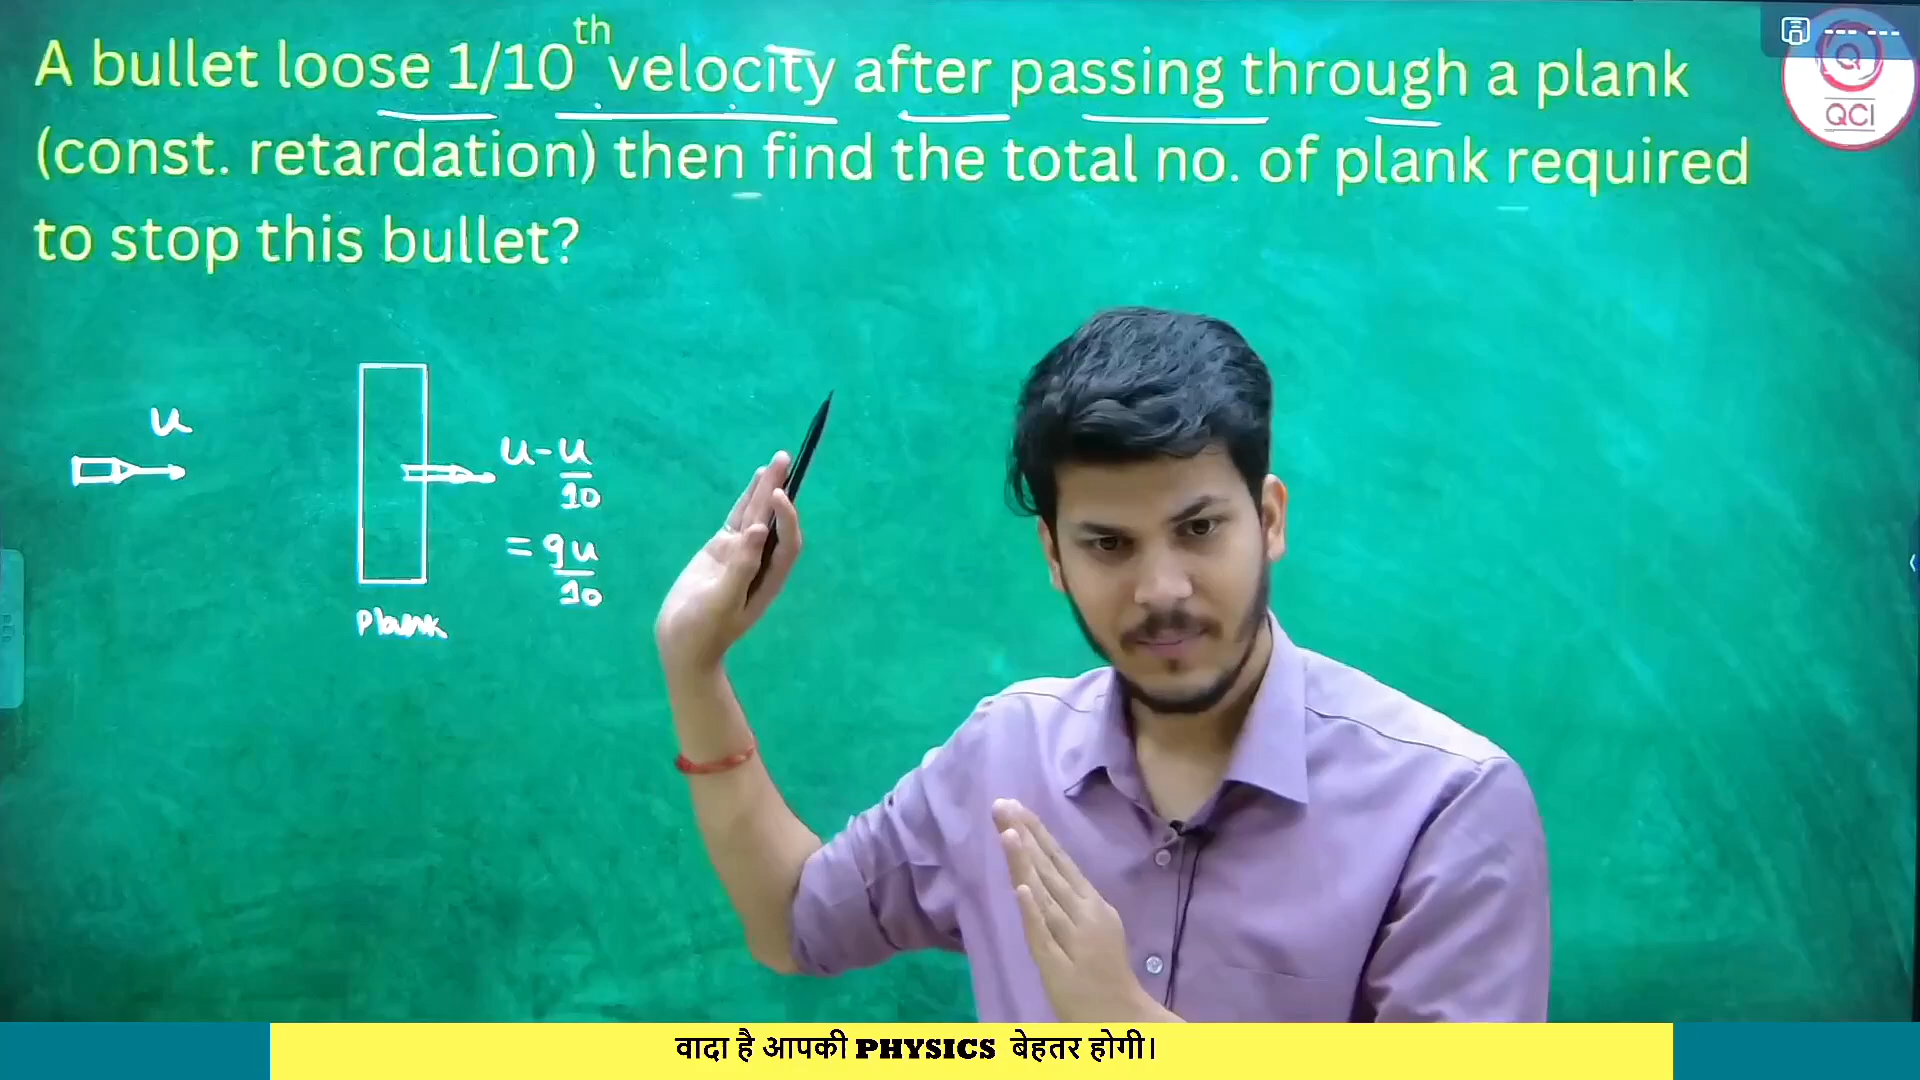 A bullet loose 1/10th velocity after passing through a plank
(const. retardation) then find the total no. of plank required
to stop this bullet?
QCI
u
u-u/10
= 9u/10
Plank
वादा है आपकी PHYSICS बेहतर होगी।